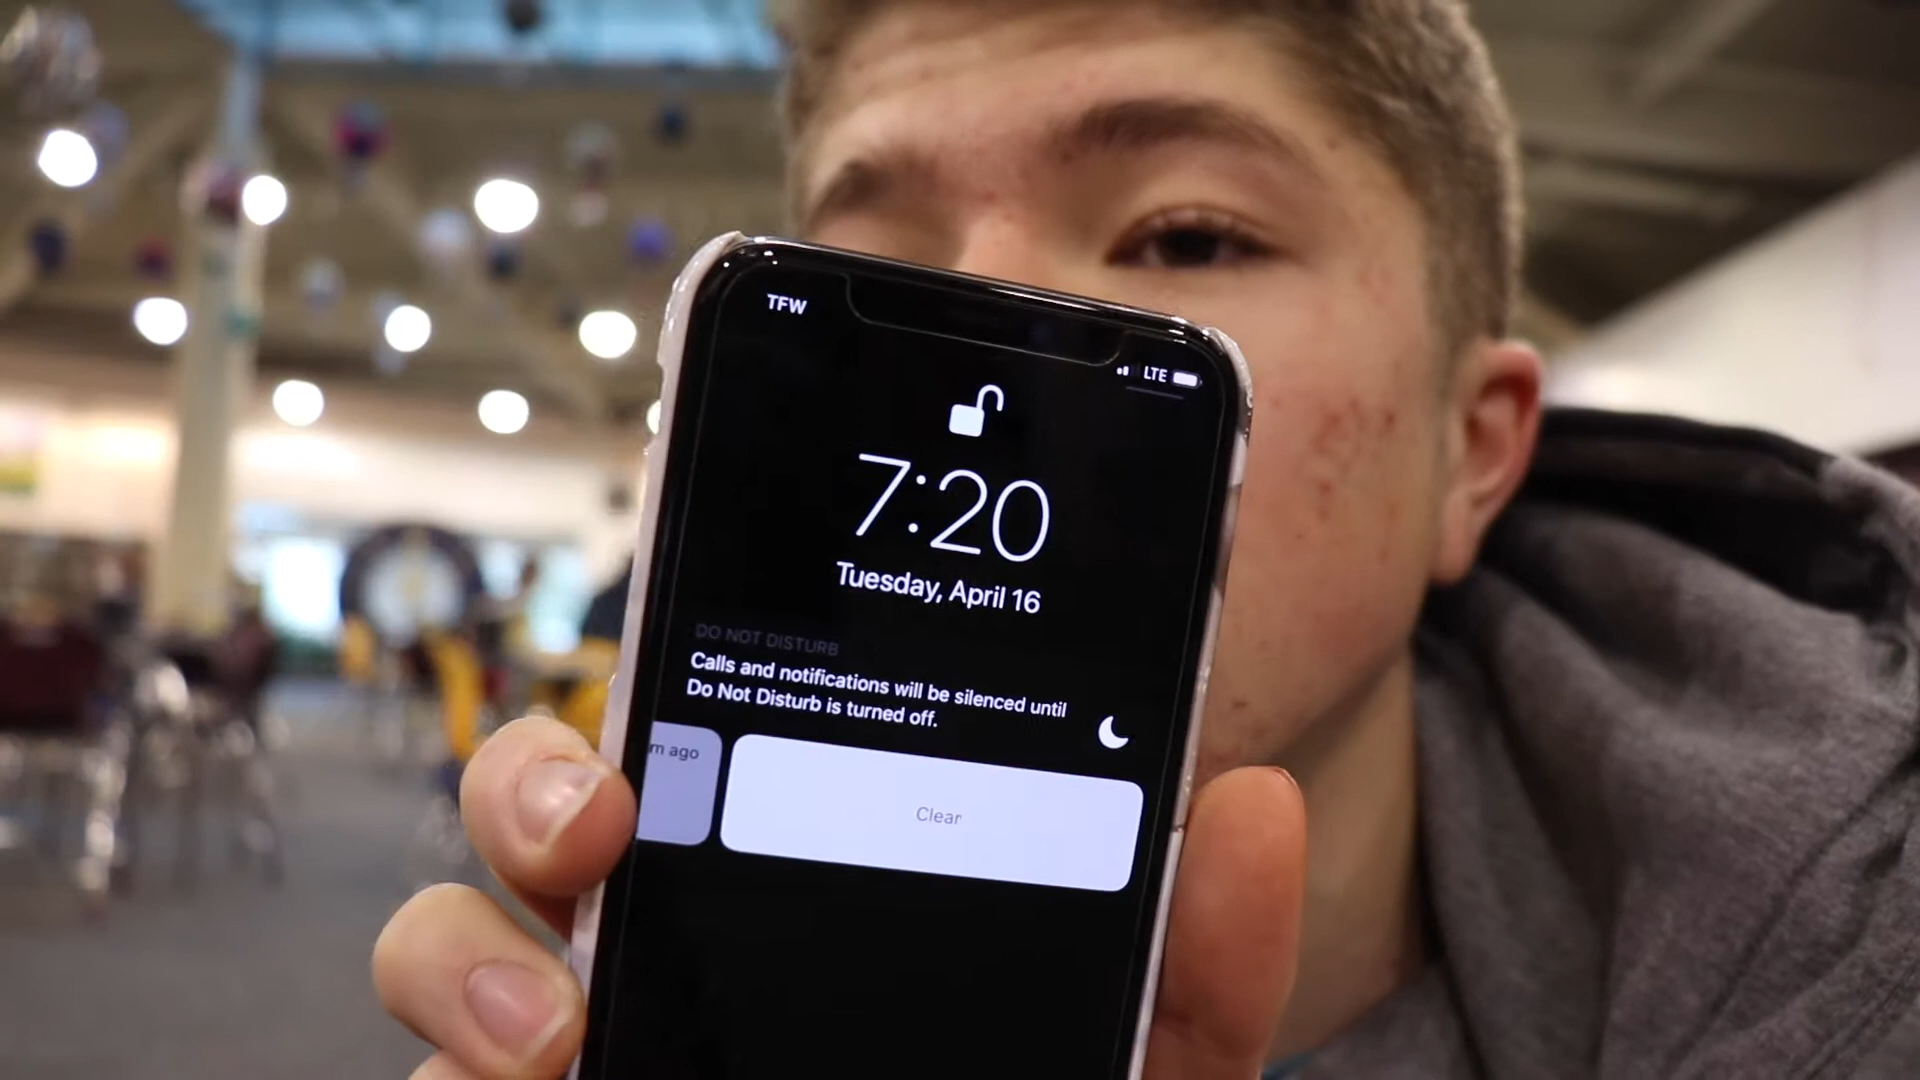 TFW
LTE
7:20
Tuesday, April 16
DO NOT DISTURB
Calls and notifications will be silenced until
Do Not Disturb is turned off.
m ago
Clear